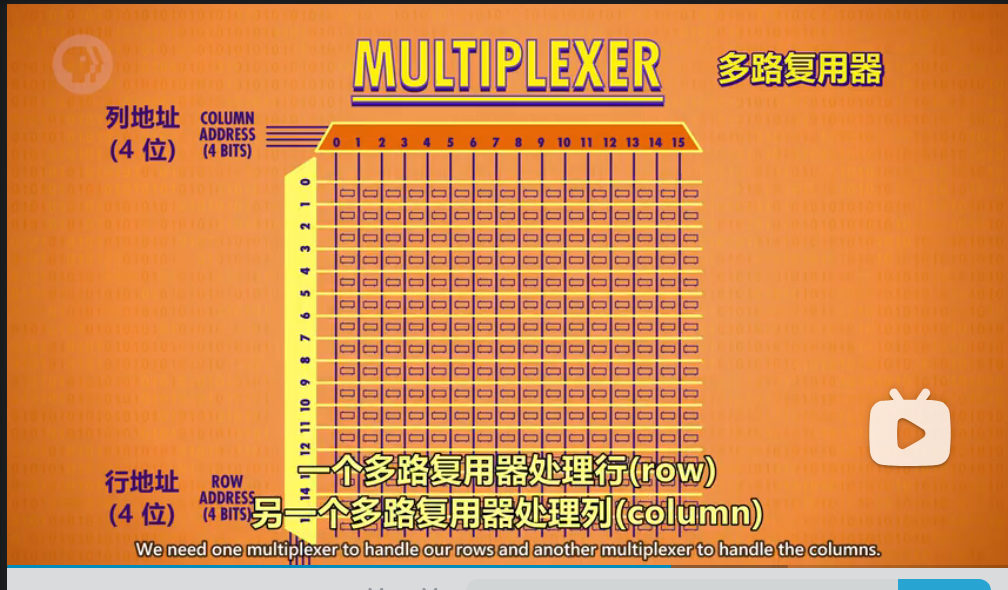 MULTIPLEXER
多路复用器
列地址
(4 位)
COLUMN
ADDRESS
(4 BITS)
0 1 2 3 4 5 6 7 8 9 10 11 12 13 14 15
0
1
2
3
4
5
6
7
8
9
10
11
12
14
行地址
(4 位)
ROW
ADDRESS
(4 BITS)
一个多路复用器处理行(row)
另一个多路复用器处理列(column)
We need one multiplexer to handle our rows and another multiplexer to handle the columns.